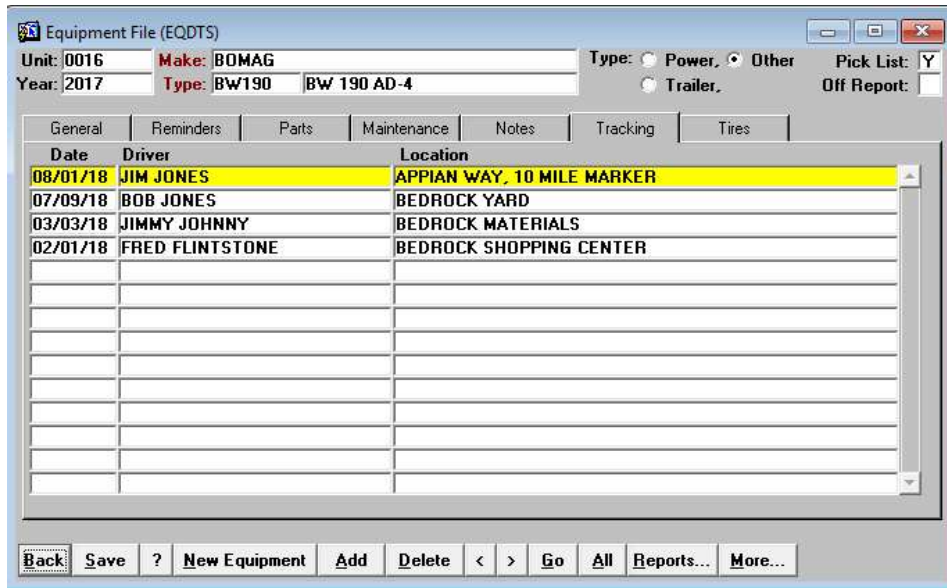 Equipment File (EQDTS)
Unit: 0016 Make: BOMAG Type: Power, Other Pick List: Y
Year: 2017 Type: BW190 BW 190 AD-4 Trailer, Off Report:
General Reminders Parts Maintenance Notes Tracking Tires
Date Driver Location
08/01/18 JIM JONES APPIAN WAY, 10 MILE MARKER
07/09/18 BOB JONES BEDROCK YARD
03/03/18 JIMMY JOHNNY BEDROCK MATERIALS
02/01/18 FRED FLINTSTONE BEDROCK SHOPPING CENTER
Back Save ? New Equipment Add Delete < > Go All Reports... More...